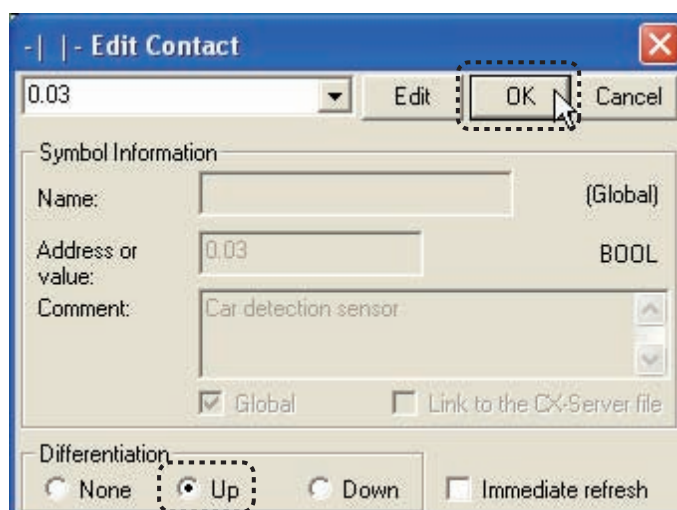 -| |- Edit Contact
0.03 Edit OK Cancel
Symbol Information
Name: (Global)
Address or value: 0.03 BOOL
Comment: Car detection sensor
Global Link to the CX-Server file
Differentiation
None Up Down Immediate refresh